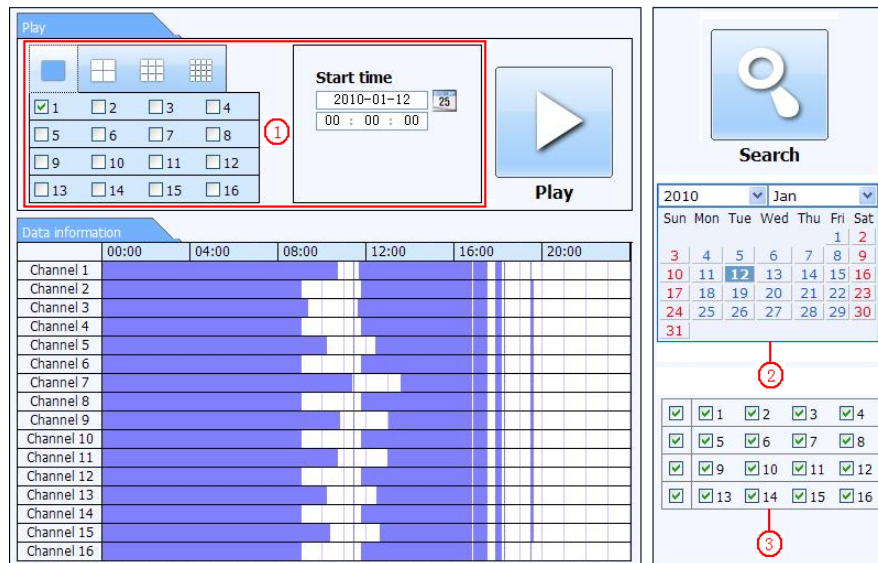 Play
Start time
2010-01-12 25
00 : 00 : 00
1 2 3 4
5 6 7 8
9 10 11 12
13 14 15 16
1
Play
Data information
00:00 04:00 08:00 12:00 16:00 20:00
Channel 1
Channel 2
Channel 3
Channel 4
Channel 5
Channel 6
Channel 7
Channel 8
Channel 9
Channel 10
Channel 11
Channel 12
Channel 13
Channel 14
Channel 15
Channel 16
Search
2010 Jan
Sun Mon Tue Wed Thu Fri Sat
1 2
3 4 5 6 7 8 9
10 11 12 13 14 15 16
17 18 19 20 21 22 23
24 25 26 27 28 29 30
31
2
1 2 3 4
5 6 7 8
9 10 11 12
13 14 15 16
3